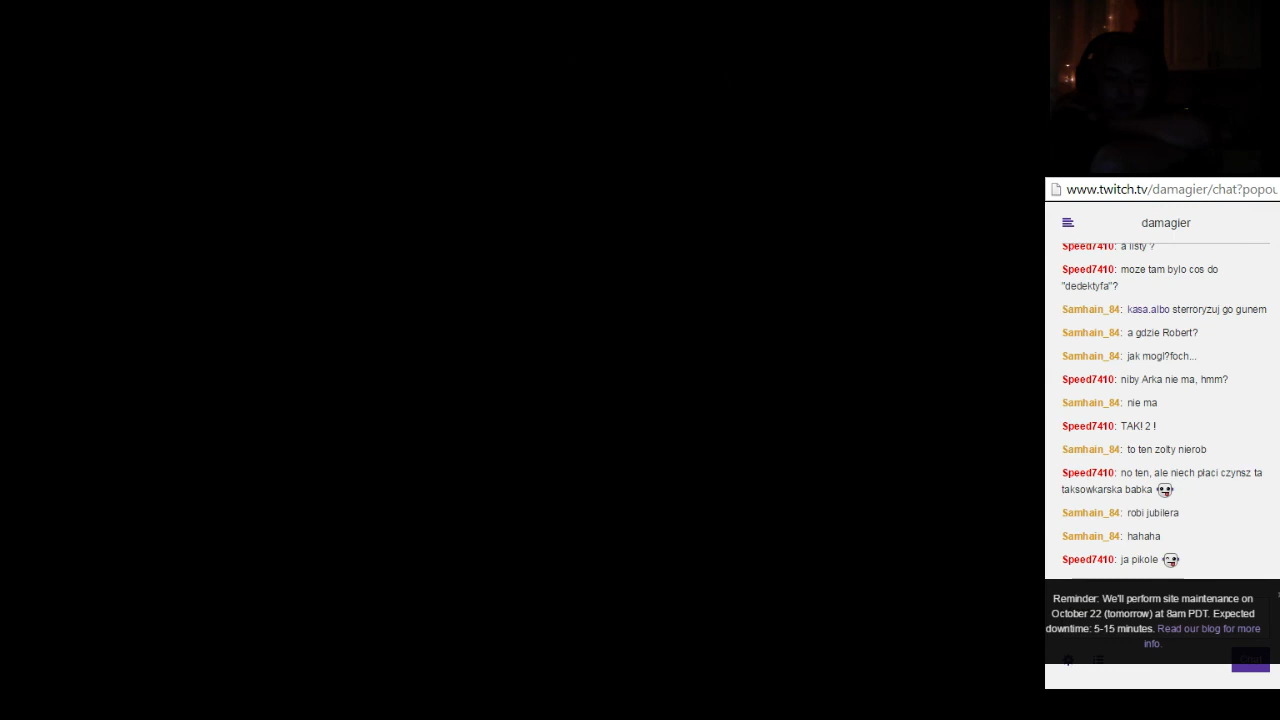 www.twitch.tv/damagier/chat?popou
damagier
Speed7410: a listy ?
Speed7410: moze tam bylo cos do
"dedektyfa"?
Samhain_84: kasa.albo sterroryzuj go gunem
Samhain_84: a gdzie Robert?
Samhain_84: jak mogl?foch...
Speed7410: niby Arka nie ma, hmm?
Samhain_84: nie ma
Speed7410: TAK! 2 !
Samhain_84: to ten zolty nierob
Speed7410: no ten, ale niech placi czynsz ta
taksowkarska babka
Samhain_84: robi jubilera
Samhain_84: hahaha
Speed7410: ja pikole
Reminder: We'll perform site maintenance on
October 22 (tomorrow) at 8am PDT. Expected
downtime: 5-15 minutes. Read our blog for more
info.